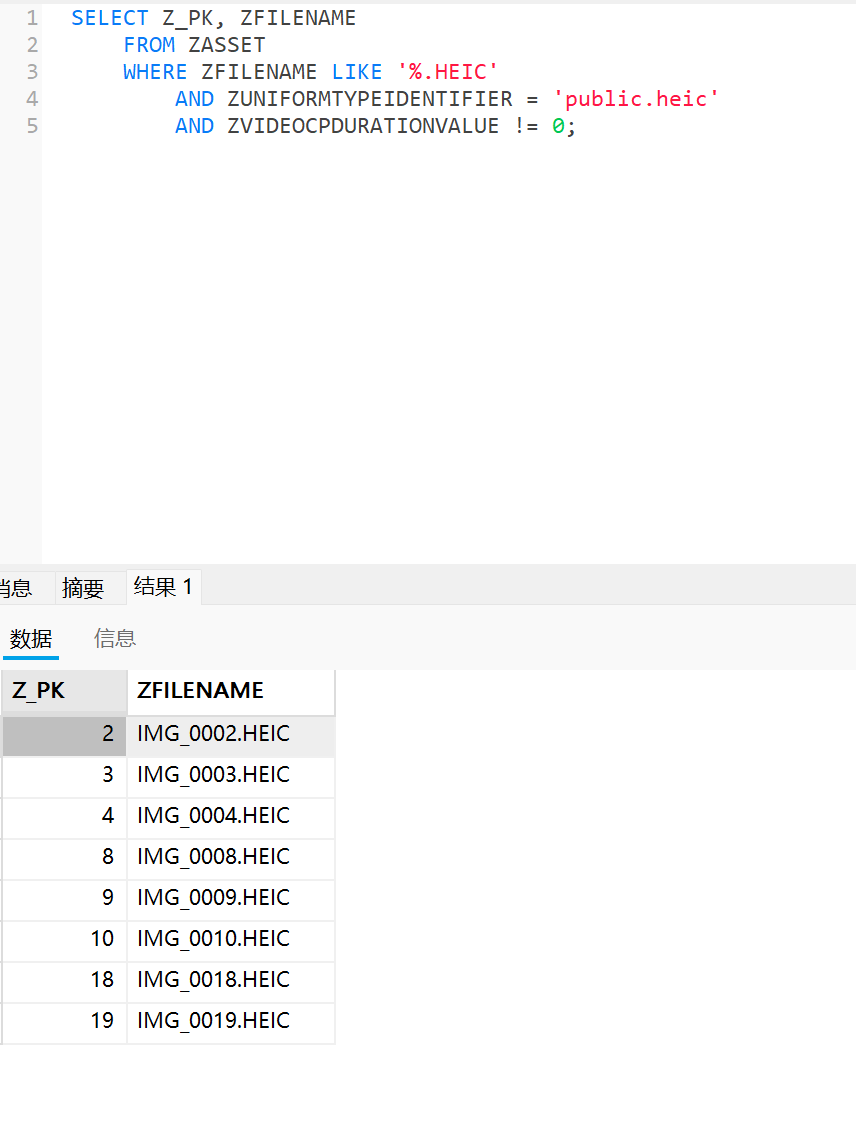 1 SELECT Z_PK, ZFILENAME
2 FROM ZASSET
3 WHERE ZFILENAME LIKE '%.HEIC'
4 AND ZUNIFORMTYPEIDENTIFIER = 'public.heic'
5 AND ZVIDEOCPDURATIONVALUE != 0;
消息 摘要 结果 1
数据 信息
Z_PK ZFILENAME
2 IMG_0002.HEIC
3 IMG_0003.HEIC
4 IMG_0004.HEIC
8 IMG_0008.HEIC
9 IMG_0009.HEIC
10 IMG_0010.HEIC
18 IMG_0018.HEIC
19 IMG_0019.HEIC